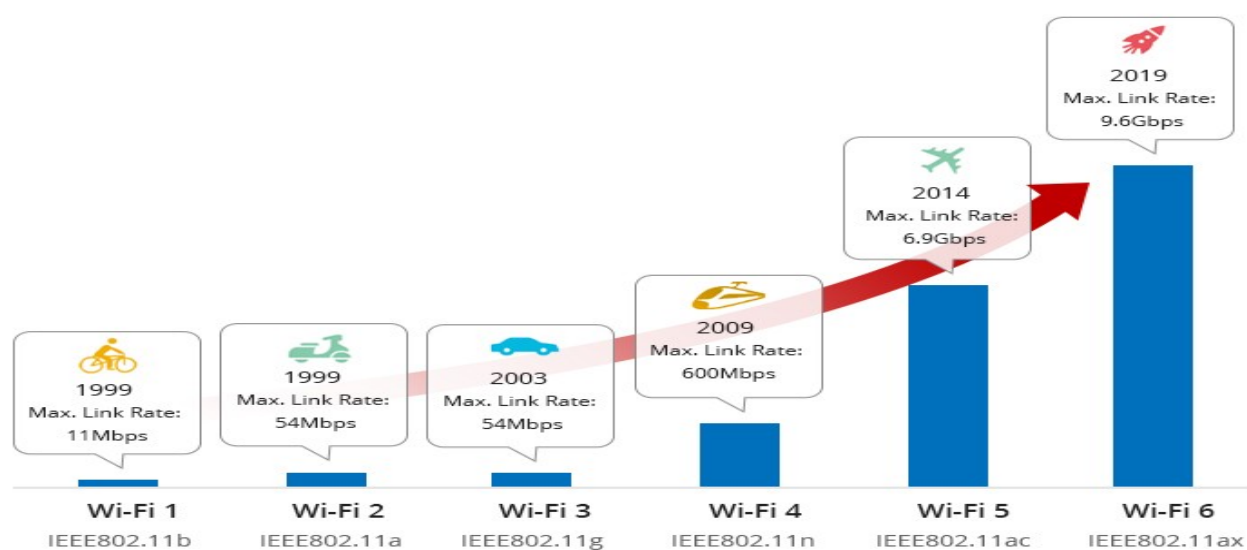 1999
Max. Link Rate:
11Mbps
1999
Max. Link Rate:
54Mbps
2003
Max. Link Rate:
54Mbps
2009
Max. Link Rate:
600Mbps
2014
Max. Link Rate:
6.9Gbps
2019
Max. Link Rate:
9.6Gbps
Wi-Fi 1
IEEE802.11b
Wi-Fi 2
IEEE802.11a
Wi-Fi 3
IEEE802.11g
Wi-Fi 4
IEEE802.11n
Wi-Fi 5
IEEE802.11ac
Wi-Fi 6
IEEE802.11ax